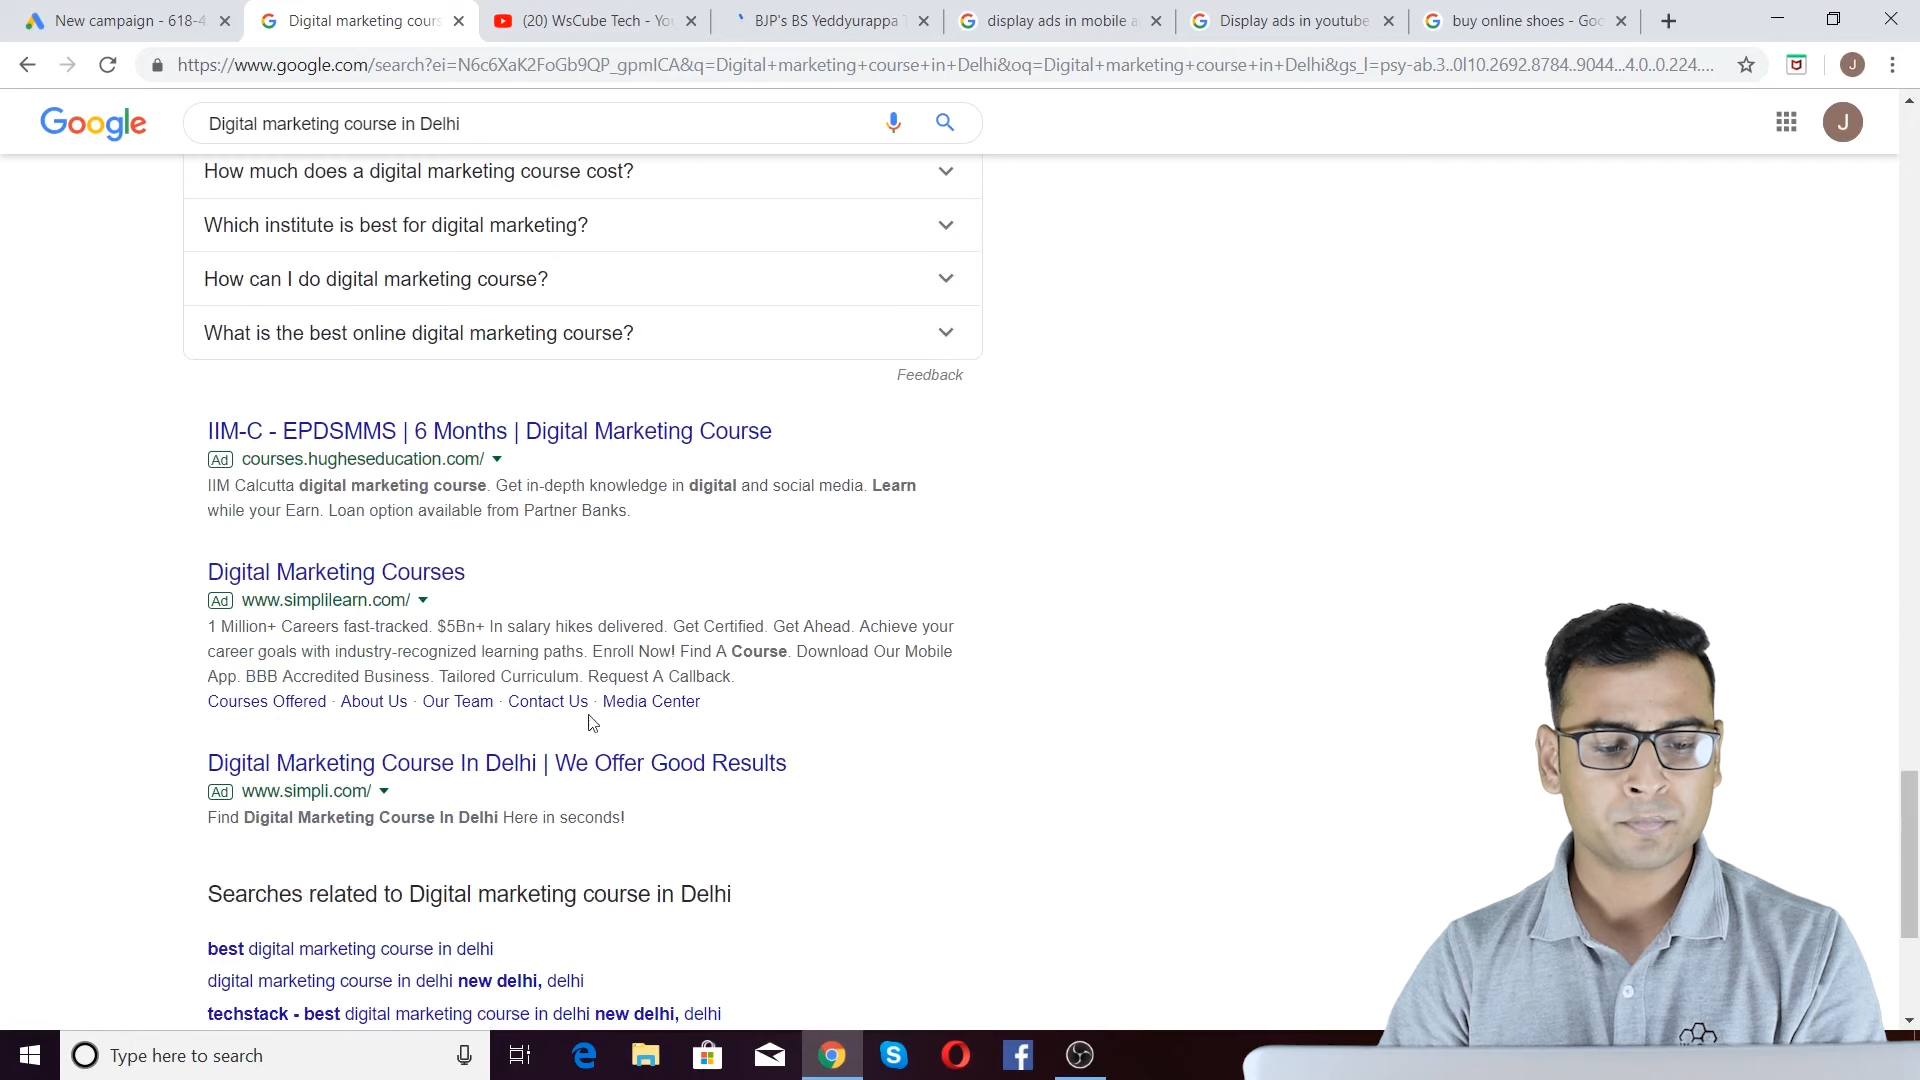 New campaign - 618-4
Digital marketing cours
(20) WsCube Tech - You
BJP's BS Yeddyurappa T
display ads in mobile a
Display ads in youtube
buy online shoes - Goo
https://www.google.com/search?ei=N6c6XaK2FoGb9QP_gpmICA&q=Digital+marketing+course+in+Delhi&oq=Digital+marketing+course+in+Delhi&gs_l=psy-ab.3..0l10.2692.8784..9044...4.0..0.224....
J
Google
Digital marketing course in Delhi
J
How much does a digital marketing course cost?
Which institute is best for digital marketing?
How can I do digital marketing course?
What is the best online digital marketing course?
Feedback
IIM-C - EPDSMMS | 6 Months | Digital Marketing Course
Ad courses.hugheseducation.com/
IIM Calcutta digital marketing course. Get in-depth knowledge in digital and social media. Learn
while your Earn. Loan option available from Partner Banks.
Digital Marketing Courses
Ad www.simplilearn.com/
1 Million+ Careers fast-tracked. $5Bn+ In salary hikes delivered. Get Certified. Get Ahead. Achieve your
career goals with industry-recognized learning paths. Enroll Now! Find A Course. Download Our Mobile
App. BBB Accredited Business. Tailored Curriculum. Request A Callback.
Courses Offered · About Us · Our Team · Contact Us · Media Center
Digital Marketing Course In Delhi | We Offer Good Results
Ad www.simpli.com/
Find Digital Marketing Course In Delhi Here in seconds!
Searches related to Digital marketing course in Delhi
best digital marketing course in delhi
digital marketing course in delhi new delhi, delhi
techstack - best digital marketing course in delhi new delhi, delhi
Type here to search